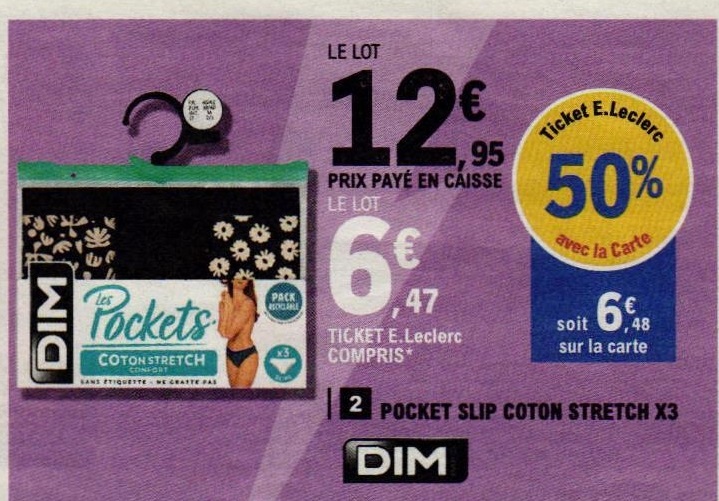 LE LOT
12€,95
PRIX PAYÉ EN CAISSE
LE LOT
6€,47
TICKET E.Leclerc
COMPRIS*
Ticket E.Leclerc
50%
avec la Carte
soit 6€,48
sur la carte
DIM
Les
Pockets
COTON STRETCH
CONFORT
SANS ÉTIQUETTE - NE GRATTE PAS
PACK
RECYCLABLE
x3
2 POCKET SLIP COTON STRETCH X3
DIM